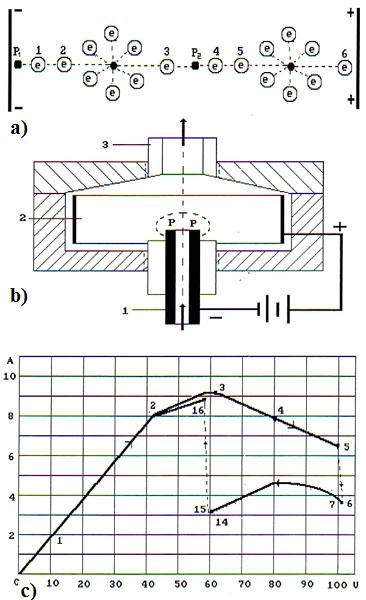 − +
P₁ 1 2 e e e e e e e e 3 P₂ 4 5 e e e e e e e e 6
− +
a)
3
2 P P
+
b)
1 −
A
10
3
2 16
8 4
5
6
4
15 14 7 6
2
1
C 10 20 30 40 50 60 70 80 90 100 U
c)